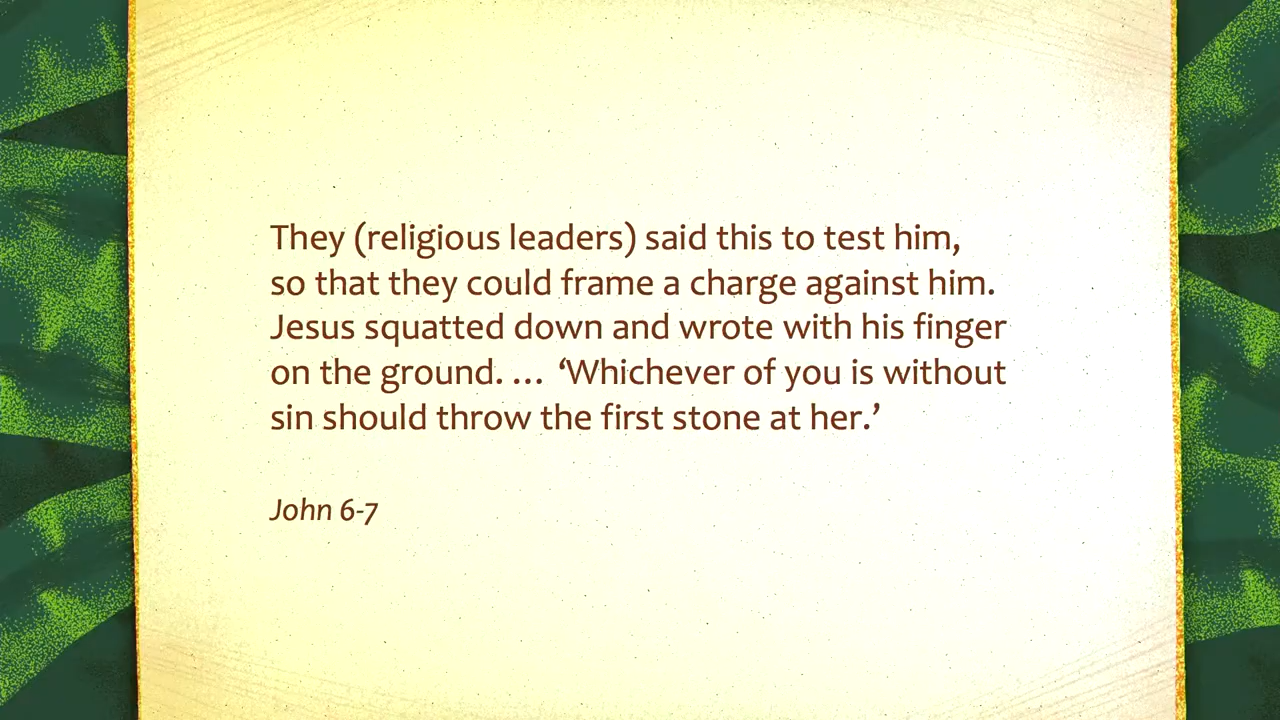 They (religious leaders) said this to test him,
so that they could frame a charge against him.
Jesus squatted down and wrote with his finger
on the ground. ... ‘Whichever of you is without
sin should throw the first stone at her.’
John 6-7